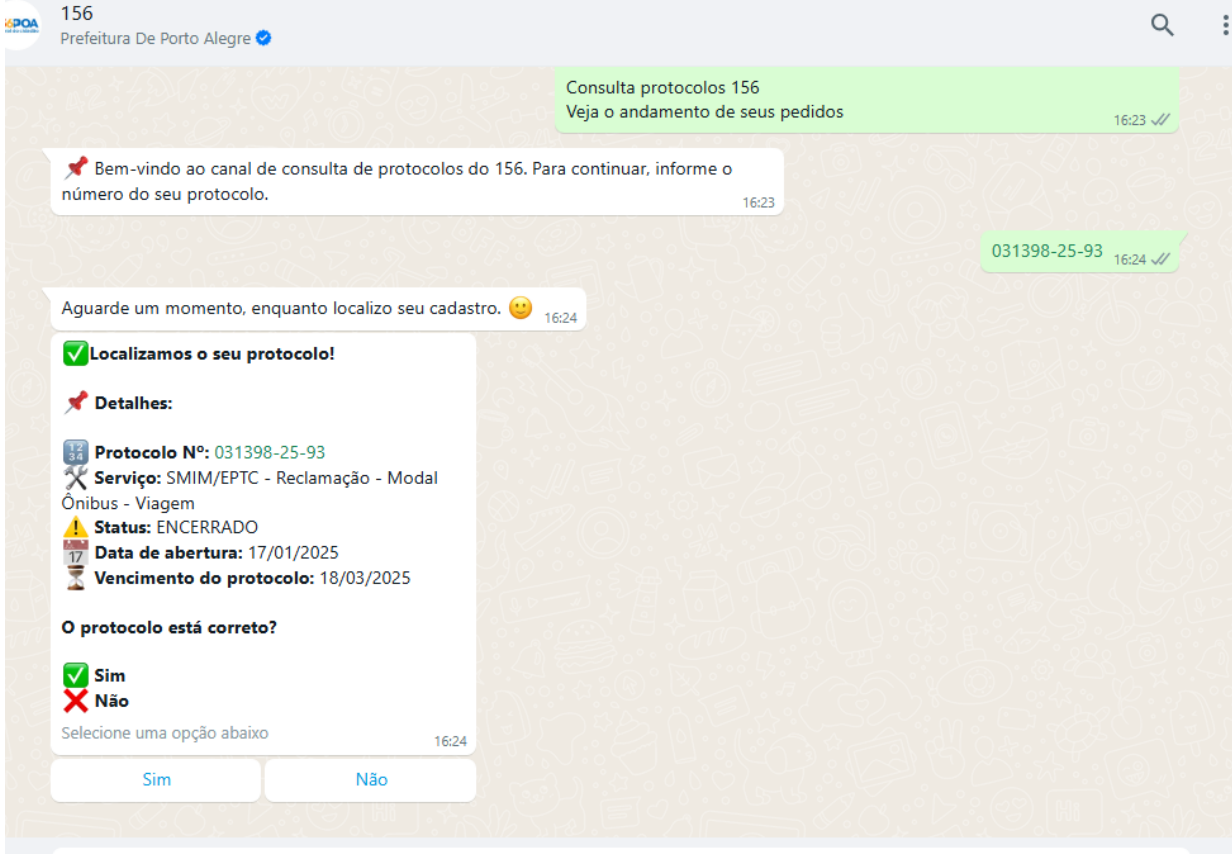 156
Prefeitura De Porto Alegre
Consulta protocolos 156
Veja o andamento de seus pedidos
16:23
📌 Bem-vindo ao canal de consulta de protocolos do 156. Para continuar, informe o
número do seu protocolo.
16:23
031398-25-93
16:24
Aguarde um momento, enquanto localizo seu cadastro. 🙂
16:24
✅Localizamos o seu protocolo!
📌 Detalhes:
🔢 Protocolo Nº: 031398-25-93
🛠 Serviço: SMIM/EPTC - Reclamação - Modal
Ônibus - Viagem
⚠️ Status: ENCERRADO
📅 Data de abertura: 17/01/2025
⏳ Vencimento do protocolo: 18/03/2025
O protocolo está correto?
✅ Sim
❌ Não
Selecione uma opção abaixo
16:24
Sim
Não